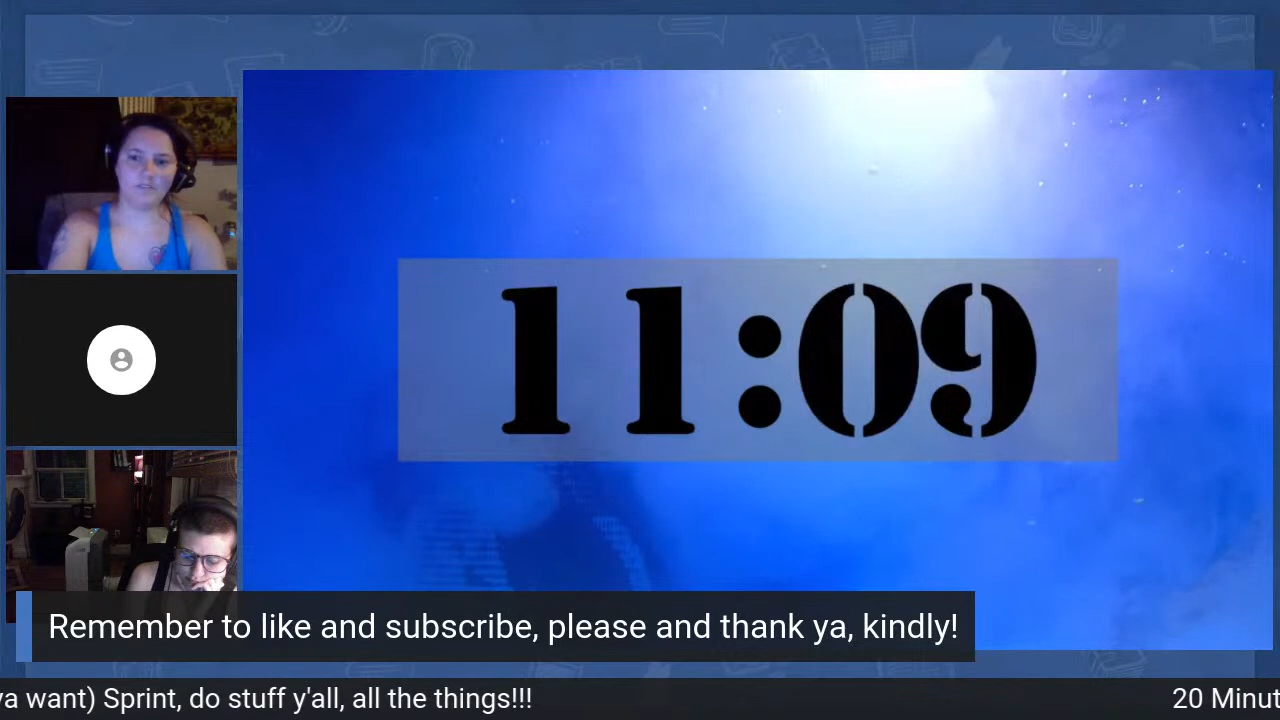 11:09
Remember to like and subscribe, please and thank ya, kindly!
ya want) Sprint, do stuff y'all, all the things!!!
20 Minut